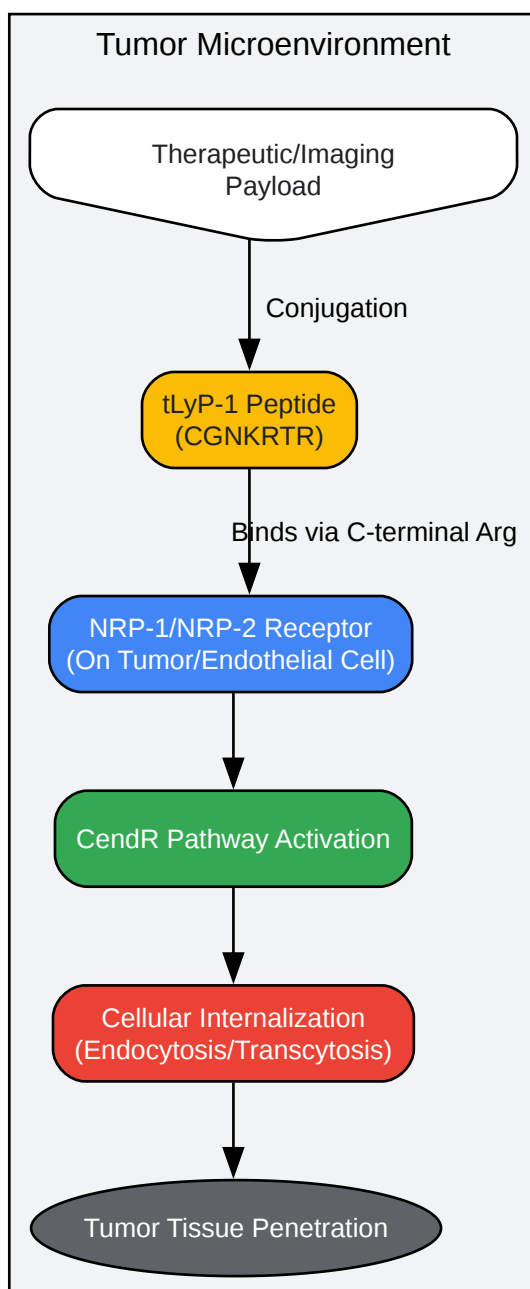 Tumor Microenvironment
Therapeutic/Imaging
Payload
Conjugation
tLyP-1 Peptide
(CGNKRTR)
Binds via C-terminal Arg
NRP-1/NRP-2 Receptor
(On Tumor/Endothelial Cell)
CendR Pathway Activation
Cellular Internalization
(Endocytosis/Transcytosis)
Tumor Tissue Penetration